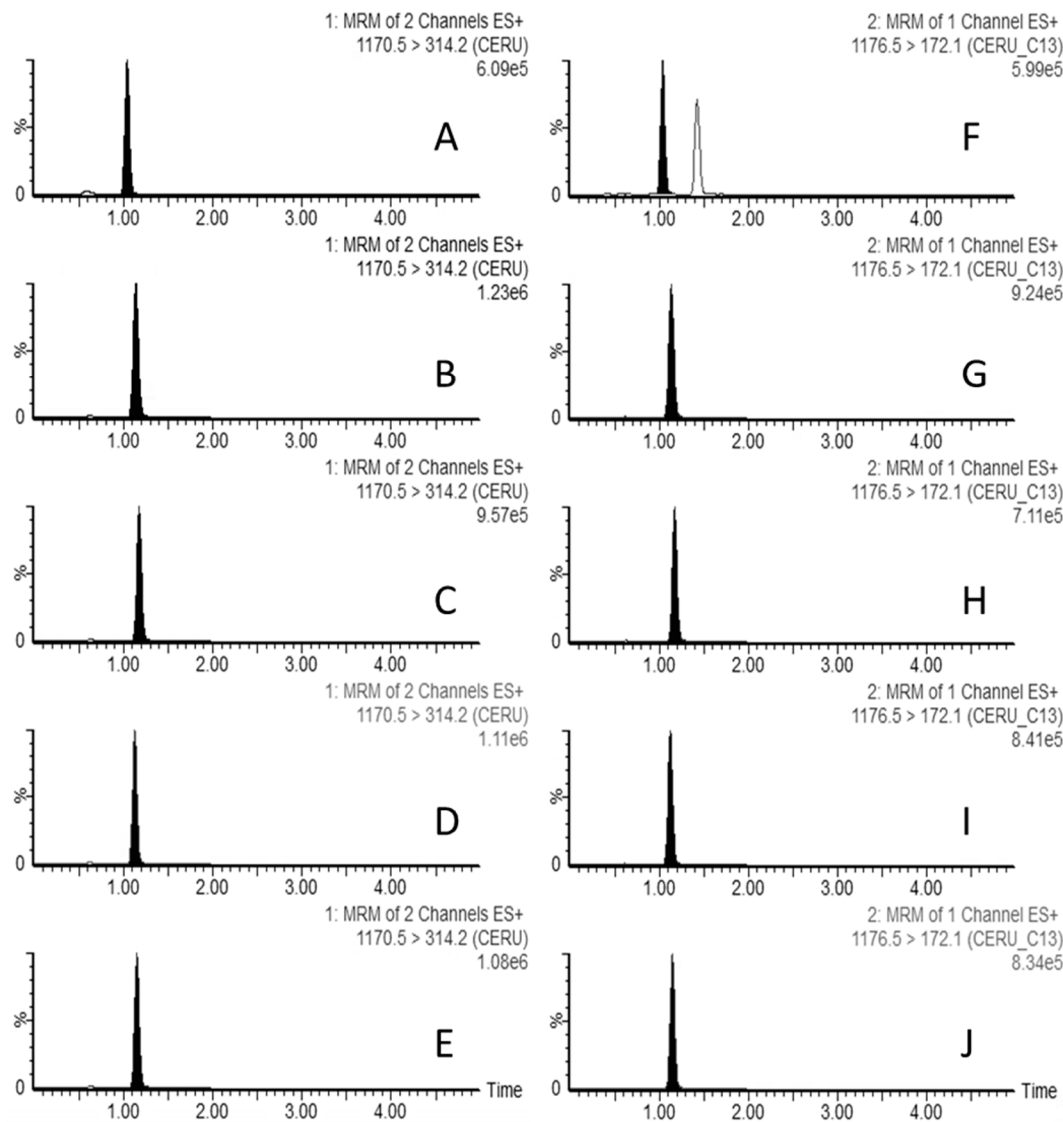 1: MRM of 2 Channels ES+
1170.5 > 314.2 (CERU)
6.09e5
%
A
0
1.00 2.00 3.00 4.00
2: MRM of 1 Channel ES+
1176.5 > 172.1 (CERU_C13)
5.99e5
%
F
0
1.00 2.00 3.00 4.00
1: MRM of 2 Channels ES+
1170.5 > 314.2 (CERU)
1.23e6
%
B
0
1.00 2.00 3.00 4.00
2: MRM of 1 Channel ES+
1176.5 > 172.1 (CERU_C13)
9.24e5
%
G
0
1.00 2.00 3.00 4.00
1: MRM of 2 Channels ES+
1170.5 > 314.2 (CERU)
9.57e5
%
C
0
1.00 2.00 3.00 4.00
2: MRM of 1 Channel ES+
1176.5 > 172.1 (CERU_C13)
7.11e5
%
H
0
1.00 2.00 3.00 4.00
1: MRM of 2 Channels ES+
1170.5 > 314.2 (CERU)
1.11e6
%
D
0
1.00 2.00 3.00 4.00
2: MRM of 1 Channel ES+
1176.5 > 172.1 (CERU_C13)
8.41e5
%
I
0
1.00 2.00 3.00 4.00
1: MRM of 2 Channels ES+
1170.5 > 314.2 (CERU)
1.08e6
%
E
0 Time
1.00 2.00 3.00 4.00
2: MRM of 1 Channel ES+
1176.5 > 172.1 (CERU_C13)
8.34e5
%
J
0 Time
1.00 2.00 3.00 4.00